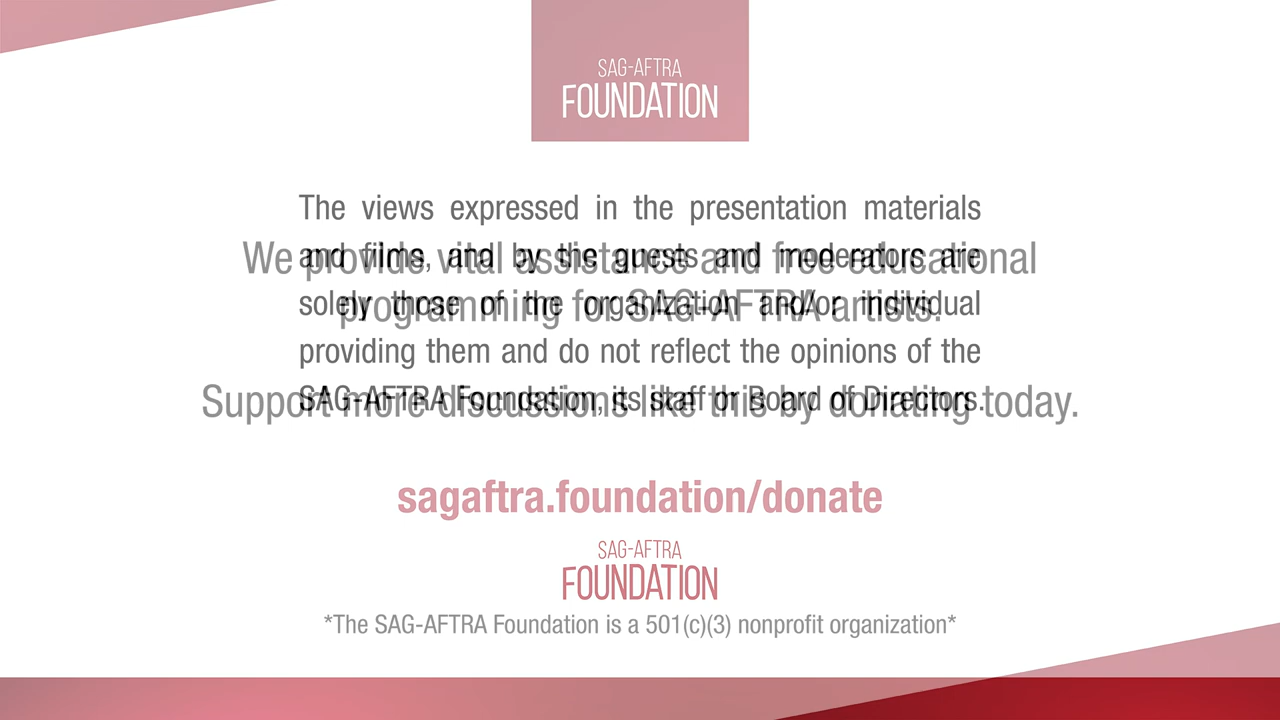 SAG-AFTRA
FOUNDATION
The views expressed in the presentation materials
We provide vital assistance and free educational
and films, and by the guests and moderators are
solely those of the organization and/or individual
programming for SAG-AFTRA artists.
providing them and do not reflect the opinions of the
SAG-AFTRA Foundation, its staff or Board of Directors.
Support more discussions like this by donating today.
sagaftra.foundation/donate
SAG-AFTRA
FOUNDATION
*The SAG-AFTRA Foundation is a 501(c)(3) nonprofit organization*